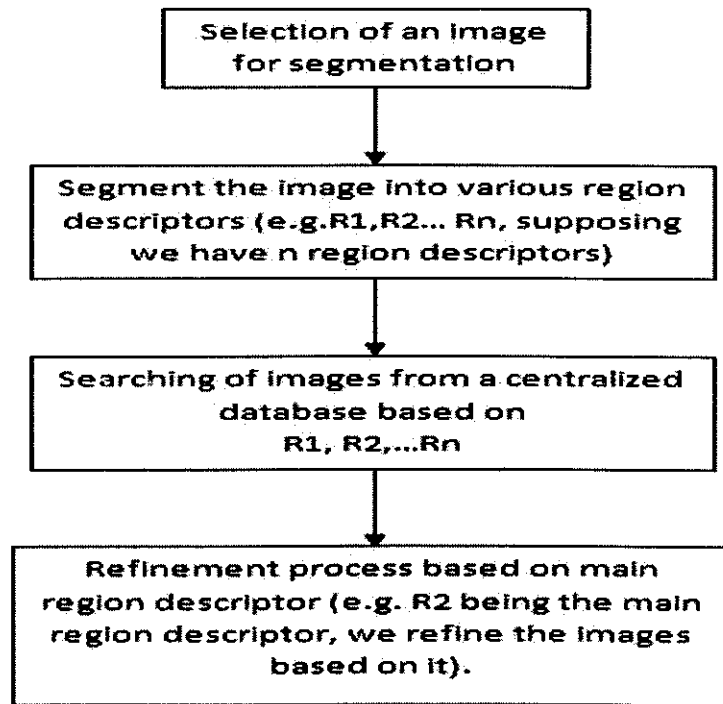 Selection of an image
for segmentation
Segment the image into various region
descriptors (e.g.R1,R2... Rn, supposing
we have n region descriptors)
Searching of images from a centralized
database based on
R1, R2,...Rn
Refinement process based on main
region descriptor (e.g. R2 being the main
region descriptor, we refine the images
based on it).